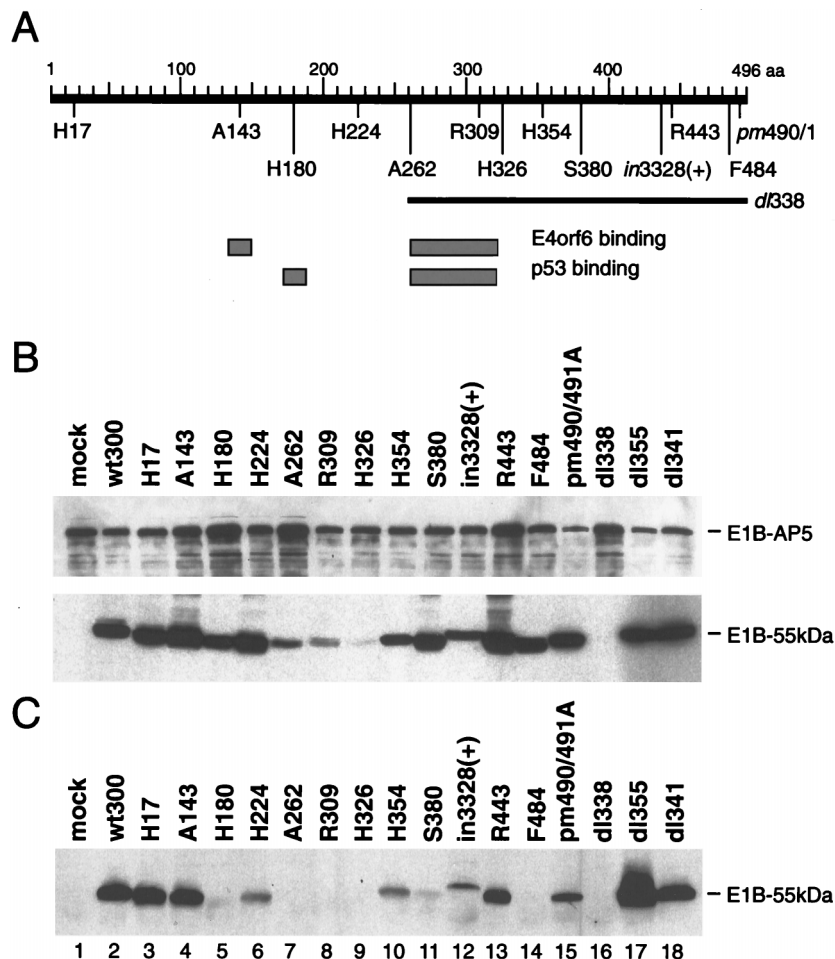 A
1 100 200 300 400 496 aa
H17 A143 H224 R309 H354 R443 pm490/1
H180 A262 H326 S380 in3328(+) F484
dl338
E4orf6 binding
p53 binding
B
mock wt300 H17 A143 H180 H224 A262 R309 H326 H354 S380 in3328(+) R443 F484 pm490/491A dl338 dl355 dl341
– E1B-AP5
– E1B-55kDa
C
mock wt300 H17 A143 H180 H224 A262 R309 H326 H354 S380 in3328(+) R443 F484 pm490/491A dl338 dl355 dl341
– E1B-55kDa
1 2 3 4 5 6 7 8 9 10 11 12 13 14 15 16 17 18